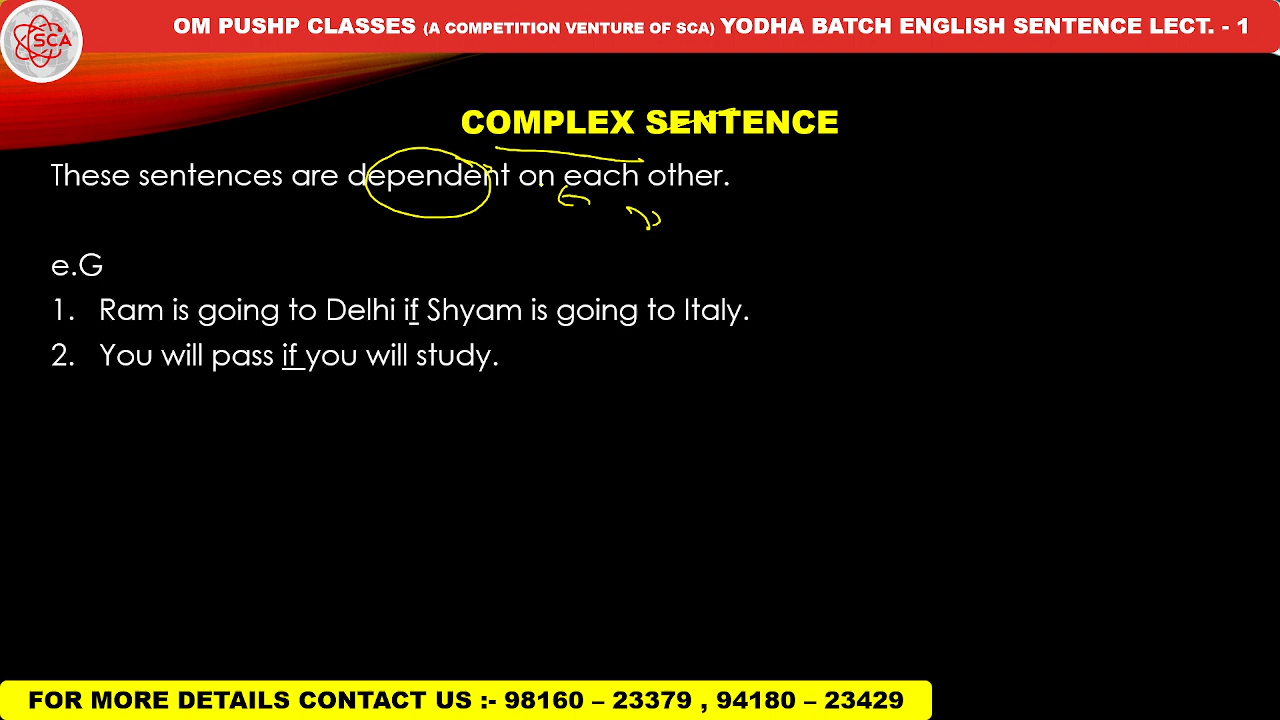 OM PUSHP CLASSES (A COMPETITION VENTURE OF SCA) YODHA BATCH ENGLISH SENTENCE LECT. - 1
SCA
COMPLEX SENTENCE
These sentences are dependent on each other.
e.G
1. Ram is going to Delhi if Shyam is going to Italy.
2. You will pass if you will study.
FOR MORE DETAILS CONTACT US :- 98160 – 23379 , 94180 – 23429